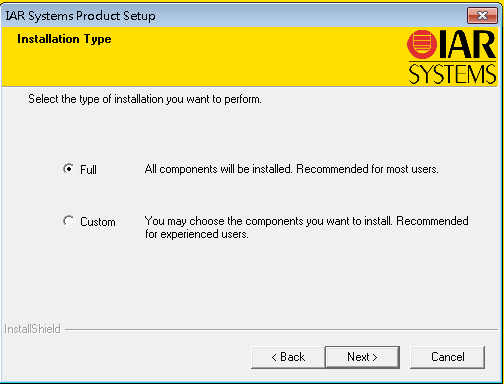 IAR Systems Product Setup
Installation Type
IAR
SYSTEMS
Select the type of installation you want to perform.
Full All components will be installed. Recommended for most users.
Custom You may choose the components you want to install. Recommended
for experienced users.
InstallShield
< Back Next > Cancel